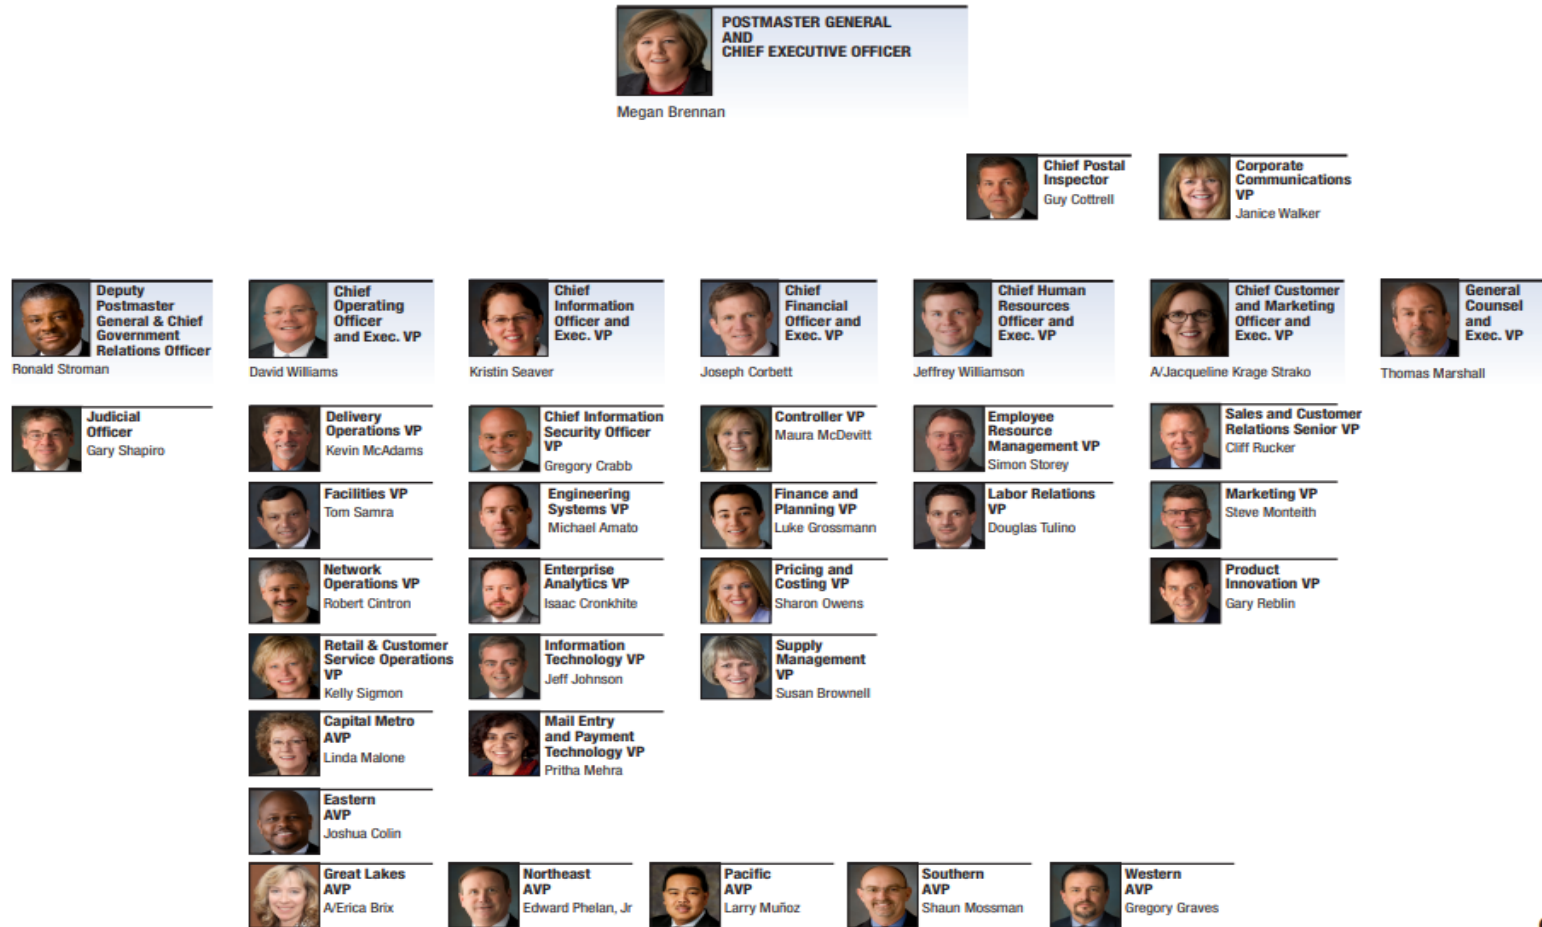 POSTMASTER GENERAL
AND
CHIEF EXECUTIVE OFFICER
Megan Brennan
Chief Postal
Inspector
Guy Cottrell
Corporate
Communications
VP
Janice Walker
Deputy
Postmaster
General & Chief
Government
Relations Officer
Ronald Stroman
Chief
Operating
Officer
and Exec. VP
David Williams
Chief
Information
Officer and
Exec. VP
Kristin Seaver
Chief
Financial
Officer and
Exec. VP
Joseph Corbett
Chief Human
Resources
Officer and
Exec. VP
Jeffrey Williamson
Chief Customer
and Marketing
Officer and
Exec. VP
A/Jacqueline Krage Strako
General
Counsel
and
Exec. VP
Thomas Marshall
Judicial
Officer
Gary Shapiro
Delivery
Operations VP
Kevin McAdams
Chief Information
Security Officer
VP
Gregory Crabb
Controller VP
Maura McDevitt
Employee
Resource
Management VP
Simon Storey
Sales and Customer
Relations Senior VP
Cliff Rucker
Facilities VP
Tom Samra
Engineering
Systems VP
Michael Amato
Finance and
Planning VP
Luke Grossmann
Labor Relations
VP
Douglas Tulino
Marketing VP
Steve Monteith
Network
Operations VP
Robert Cintron
Enterprise
Analytics VP
Isaac Cronkhite
Pricing and
Costing VP
Sharon Owens
Product
Innovation VP
Gary Reblin
Retail & Customer
Service Operations
VP
Kelly Sigmon
Information
Technology VP
Jeff Johnson
Supply
Management
VP
Susan Brownell
Capital Metro
AVP
Linda Malone
Mail Entry
and Payment
Technology VP
Pritha Mehra
Eastern
AVP
Joshua Colin
Great Lakes
AVP
A/Erica Brix
Northeast
AVP
Edward Phelan, Jr
Pacific
AVP
Larry Muñoz
Southern
AVP
Shaun Mossman
Western
AVP
Gregory Graves